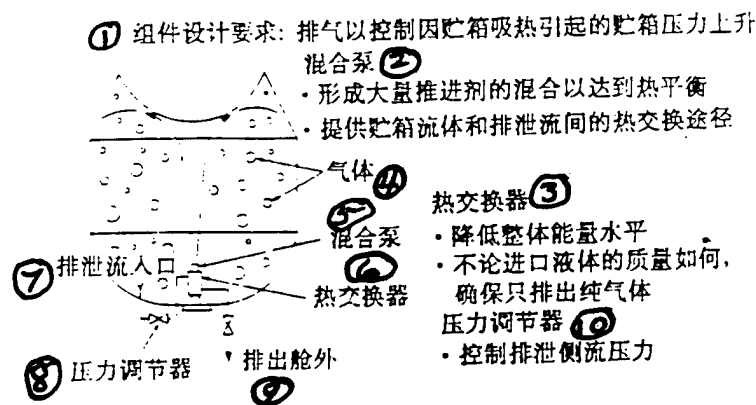 ① 组件设计要求: 排气以控制因贮箱吸热引起的贮箱压力上升
混合泵 ②
· 形成大量推进剂的混合以达到热平衡
· 提供贮箱流体和排泄流间的热交换途径
气体 ④
热交换器 ③
⑤ 混合泵
· 降低整体能量水平
⑦ 排泄流入口
· 不论进口液体的质量如何,
⑥ 热交换器
确保只排出纯气体
压力调节器 ⑩
⑧ 压力调节器
排出舱外
· 控制排泄侧流压力
⑨